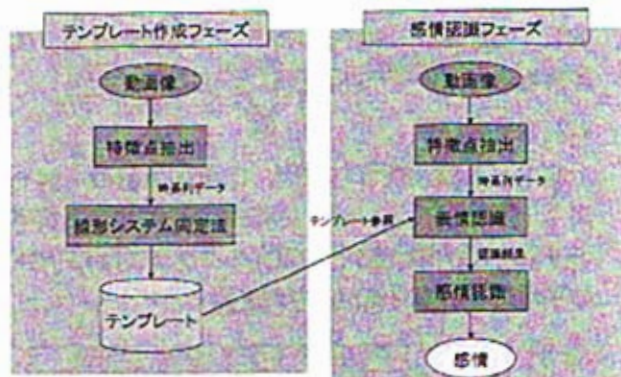 テンプレート作成フェーズ
動画像
特徴点抽出
時系列データ
線形システム同定法
テンプレート
感情認識フェーズ
動画像
特徴点抽出
時系列データ
テンプレート参照
表情認識
認識頻度
感情認識
感情